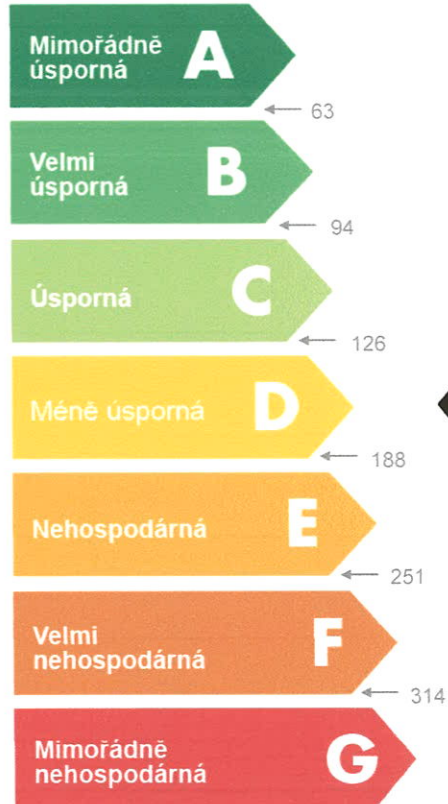 Mimořádně
úsporná
A
63
Velmi
úsporná
B
94
Úsporná
C
126
Méně úsporná
D
188
Nehospodárná
E
251
Velmi
nehospodárná
F
314
Mimořádně
nehospodárná
G